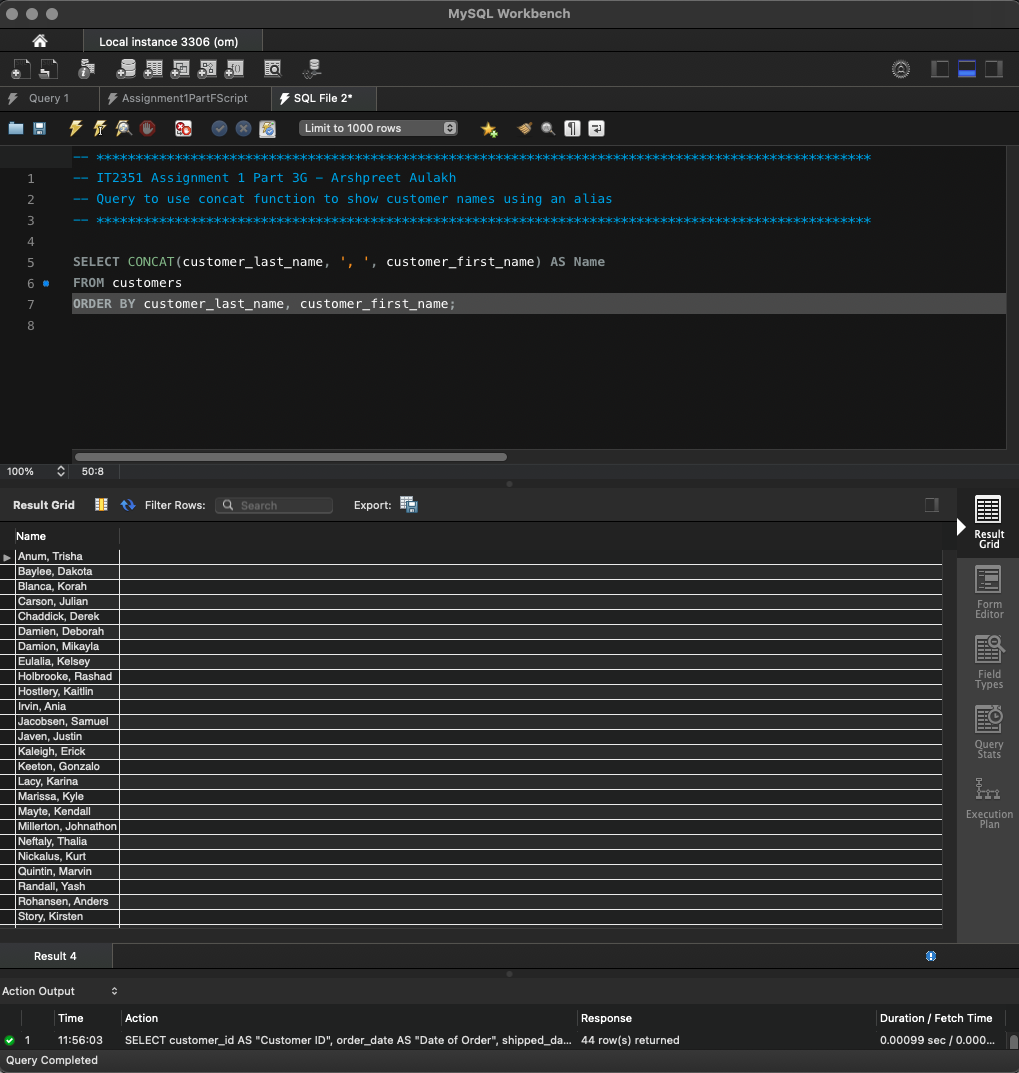 MySQL Workbench
Local instance 3306 (om)
Query 1
Assignment1PartFScript
SQL File 2*
Limit to 1000 rows
-- ***************************************************************************************************
1 -- IT2351 Assignment 1 Part 3G - Arshpreet Aulakh
2 -- Query to use concat function to show customer names using an alias
3 -- ***************************************************************************************************
4
5 SELECT CONCAT(customer_last_name, ', ', customer_first_name) AS Name
6 FROM customers
7 ORDER BY customer_last_name, customer_first_name;
8
100% 50:8
Result Grid Filter Rows: Search Export:
Name
Anum, Trisha
Baylee, Dakota
Blanca, Korah
Carson, Julian
Chaddick, Derek
Damien, Deborah
Damion, Mikayla
Eulalia, Kelsey
Holbrooke, Rashad
Hostlery, Kaitlin
Irvin, Ania
Jacobsen, Samuel
Javen, Justin
Kaleigh, Erick
Keeton, Gonzalo
Lacy, Karina
Marissa, Kyle
Mayte, Kendall
Millerton, Johnathon
Neftaly, Thalia
Nickalus, Kurt
Quintin, Marvin
Randall, Yash
Rohansen, Anders
Story, Kirsten
Result
Grid
Form
Editor
Field
Types
Query
Stats
Execution
Plan
Result 4
Action Output
Time Action Response Duration / Fetch Time
1 11:56:03 SELECT customer_id AS "Customer ID", order_date AS "Date of Order", shipped_da... 44 row(s) returned 0.00099 sec / 0.000...
Query Completed